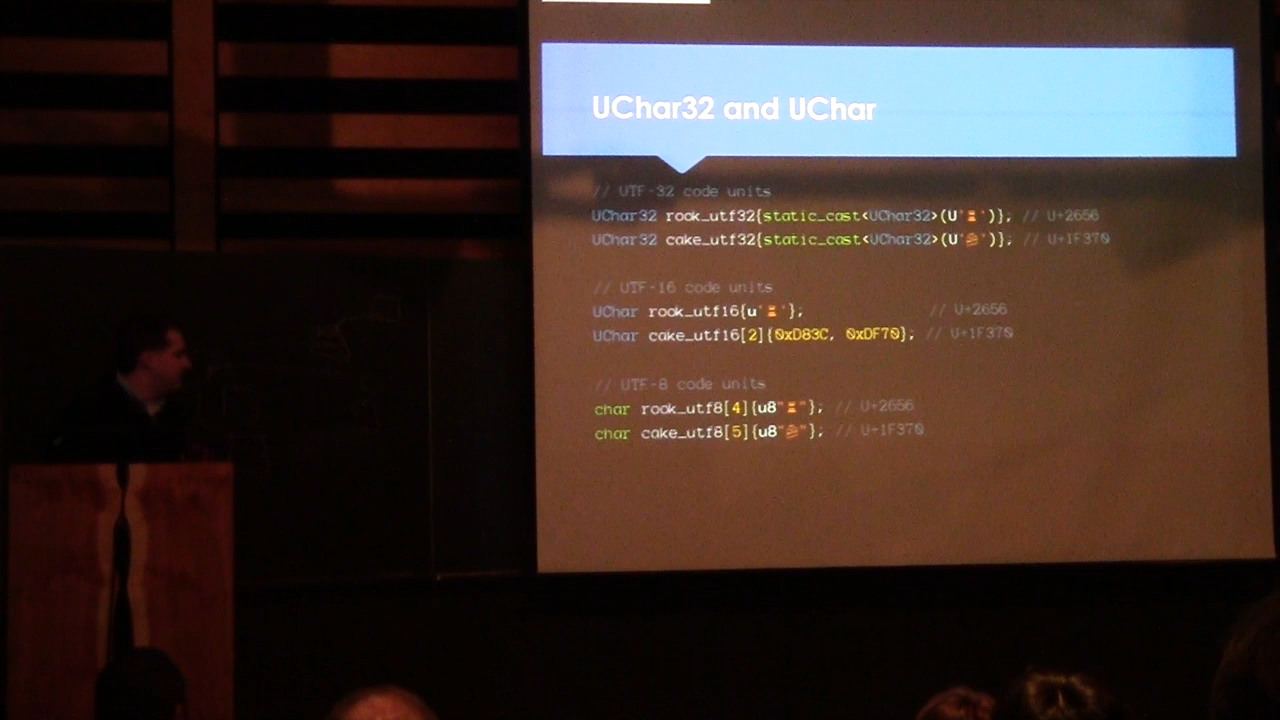 UChar32 and UChar
// UTF-32 code units
UChar32 rook_utf32{static_cast<UChar32>(U'♖')}; // U+2656
UChar32 cake_utf32{static_cast<UChar32>(U'🍰')}; // U+1F370
// UTF-16 code units
UChar rook_utf16{u'♖'}; // U+2656
UChar cake_utf16[2]{0xD83C, 0xDF70}; // U+1F370
// UTF-8 code units
char rook_utf8[4]{u8"♖"}; // U+2656
char cake_utf8[5]{u8"🍰"}; // U+1F370